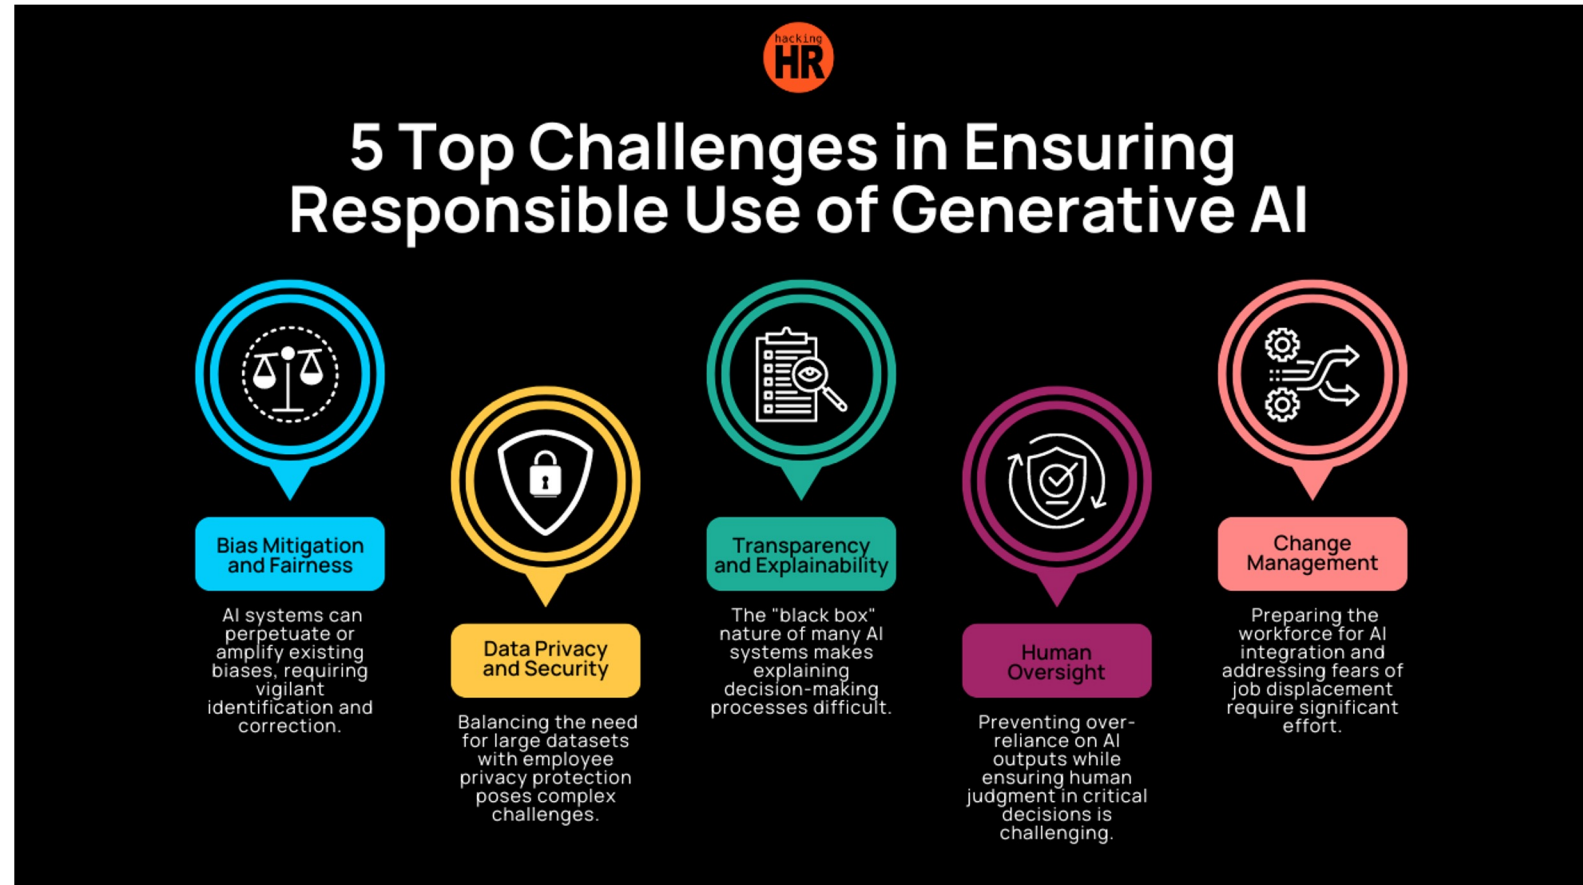 hacking
HR
5 Top Challenges in Ensuring
Responsible Use of Generative AI
Bias Mitigation
and Fairness
AI systems can
perpetuate or
amplify existing
biases, requiring
vigilant
identification and
correction.
Data Privacy
and Security
Balancing the need
for large datasets
with employee
privacy protection
poses complex
challenges.
Transparency
and Explainability
The "black box"
nature of many AI
systems makes
explaining
decision-making
processes difficult.
Human
Oversight
Preventing over-
reliance on AI
outputs while
ensuring human
judgment in critical
decisions is
challenging.
Change
Management
Preparing the
workforce for AI
integration and
addressing fears of
job displacement
require significant
effort.